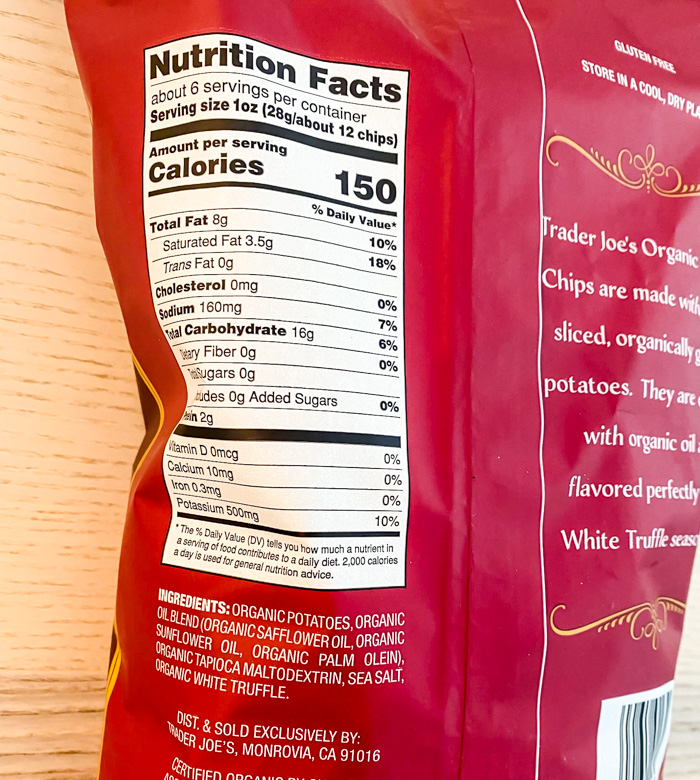 Nutrition Facts
about 6 servings per container
Serving size 1oz (28g/about 12 chips)
Amount per serving
Calories 150
% Daily Value*
Total Fat 8g 10%
Saturated Fat 3.5g 18%
Trans Fat 0g
Cholesterol 0mg 0%
Sodium 160mg 7%
Total Carbohydrate 16g 6%
Dietary Fiber 0g 0%
Total Sugars 0g
Includes 0g Added Sugars 0%
Protein 2g
Vitamin D 0mcg 0%
Calcium 10mg 0%
Iron 0.3mg 0%
Potassium 500mg 10%
* The % Daily Value (DV) tells you how much a nutrient in
a serving of food contributes to a daily diet. 2,000 calories
a day is used for general nutrition advice.
INGREDIENTS: ORGANIC POTATOES, ORGANIC
OIL BLEND (ORGANIC SAFFLOWER OIL, ORGANIC
SUNFLOWER OIL, ORGANIC PALM OLEIN),
ORGANIC TAPIOCA MALTODEXTRIN, SEA SALT,
ORGANIC WHITE TRUFFLE.
DIST. & SOLD EXCLUSIVELY BY:
TRADER JOE'S, MONROVIA, CA 91016
CERTIFIED ORGANIC
GLUTEN FREE
STORE IN A COOL, DRY
Trader Joe's Organic
Chips are made with
sliced, organically
potatoes. They are
with organic oil
flavored perfectly
White Truffle